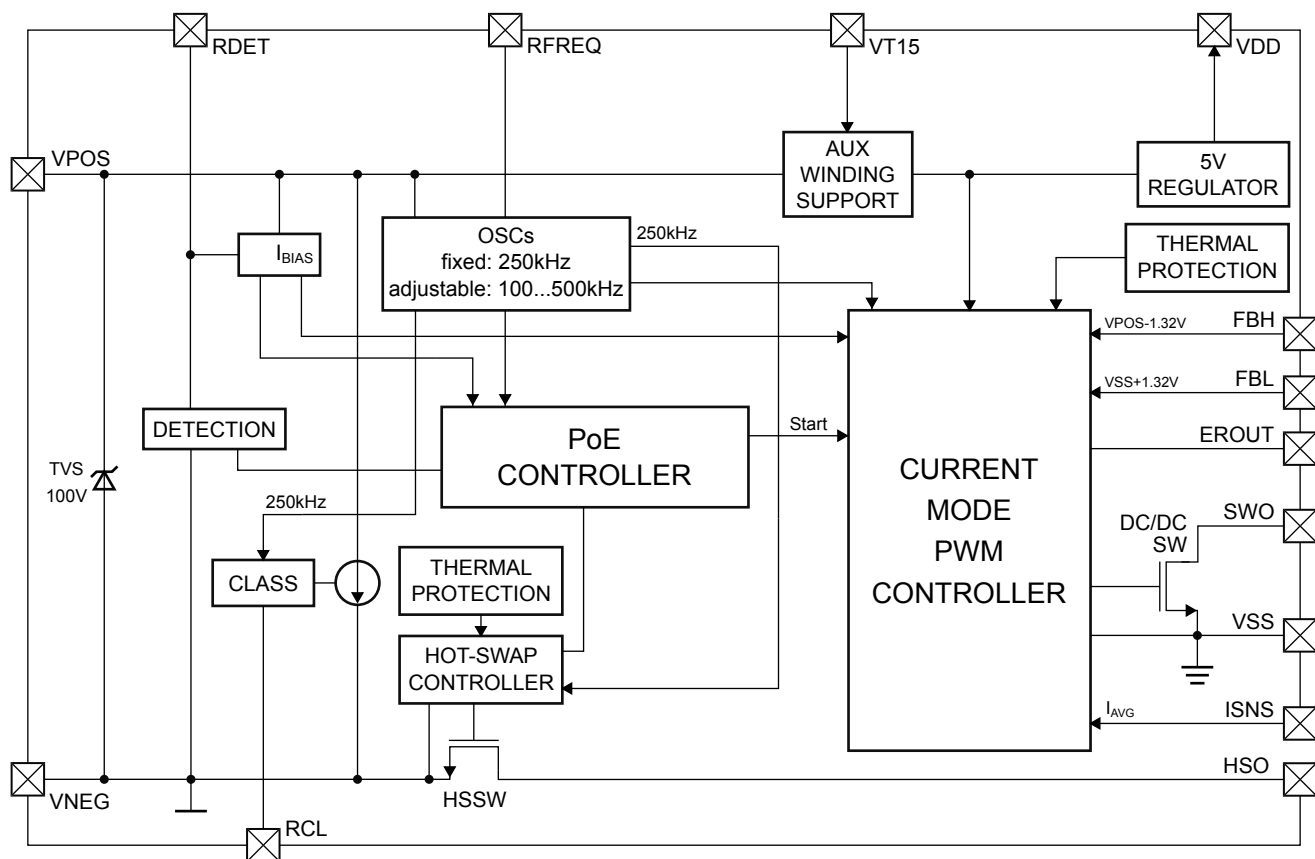 RDET
RFREQ
VT15
VDD
VPOS
AUX
WINDING
SUPPORT
5V
REGULATOR
IBIAS
OSCs
fixed: 250kHz
adjustable: 100...500kHz
250kHz
THERMAL
PROTECTION
VPOS-1.32V
FBH
VSS+1.32V
FBL
DETECTION
PoE
CONTROLLER
Start
EROUT
TVS
100V
250kHz
CURRENT
MODE
PWM
CONTROLLER
DC/DC
SW
SWO
CLASS
THERMAL
PROTECTION
HOT-SWAP
CONTROLLER
VSS
IAVG
ISNS
HSO
VNEG
HSSW
RCL